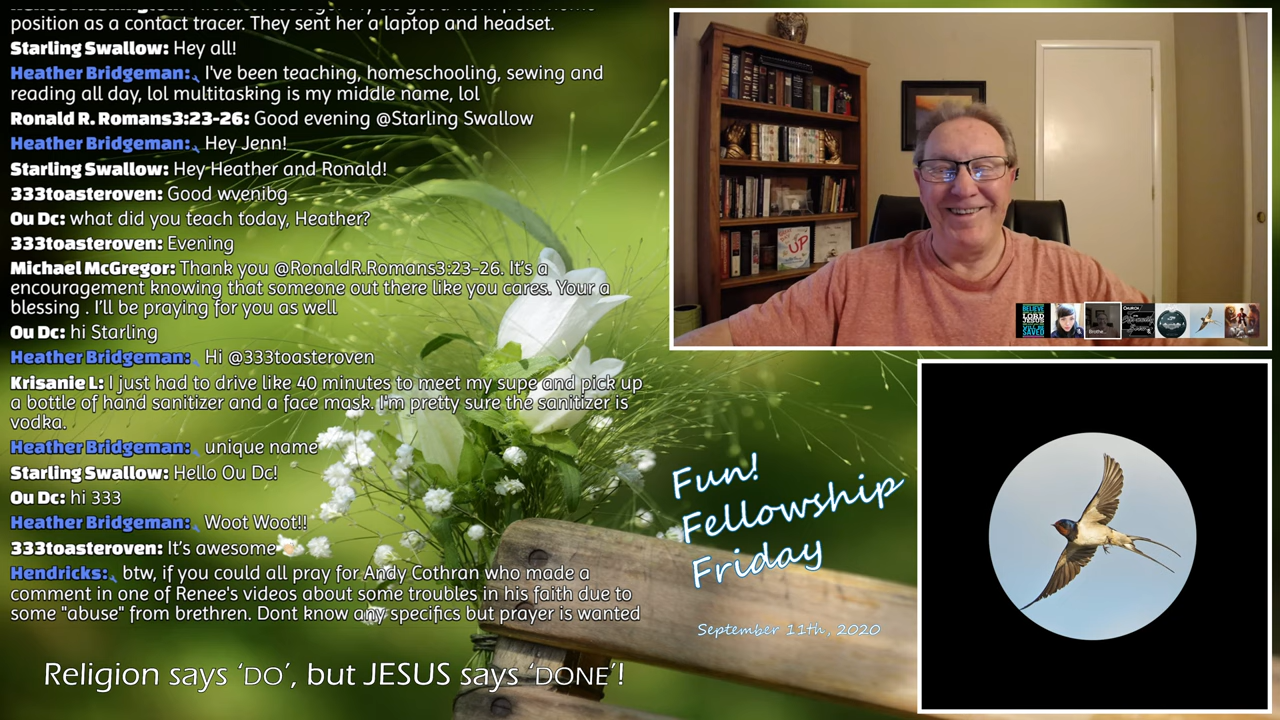 position as a contact tracer. They sent her a laptop and headset.
Starling Swallow: Hey all!
Heather Bridgeman: I've been teaching, homeschooling, sewing and
reading all day, lol multitasking is my middle name, lol
Ronald R. Romans3:23-26: Good evening @Starling Swallow
Heather Bridgeman: Hey Jenn!
Starling Swallow: Hey Heather and Ronald!
333toasteroven: Good wvenibg
Ou Dc: what did you teach today, Heather?
333toasteroven: Evening
Michael McGregor: Thank you @RonaldR.Romans3:23-26. It's a
encouragement knowing that someone out there like you cares. Your a
blessing . I'll be praying for you as well
Ou Dc: hi Starling
Heather Bridgeman: Hi @333toasteroven
Krisanie L: I just had to drive like 40 minutes to meet my supe and pick up
a bottle of hand sanitizer and a face mask. I'm pretty sure the sanitizer is
vodka.
Heather Bridgeman: unique name
Starling Swallow: Hello Ou Dc!
Ou Dc: hi 333
Heather Bridgeman: Woot Woot!!
333toasteroven: It's awesome
Hendricks: btw, if you could all pray for Andy Cothran who made a
comment in one of Renee's videos about some troubles in his faith due to
some "abuse" from brethren. Dont know any specifics but prayer is wanted
Religion says 'DO', but JESUS says 'DONE'!
UP
BELIEVE
LORD
JESUS
SAVED
Brothe...
CHURCH
Fun!
Fellowship
Friday
September 11th, 2020